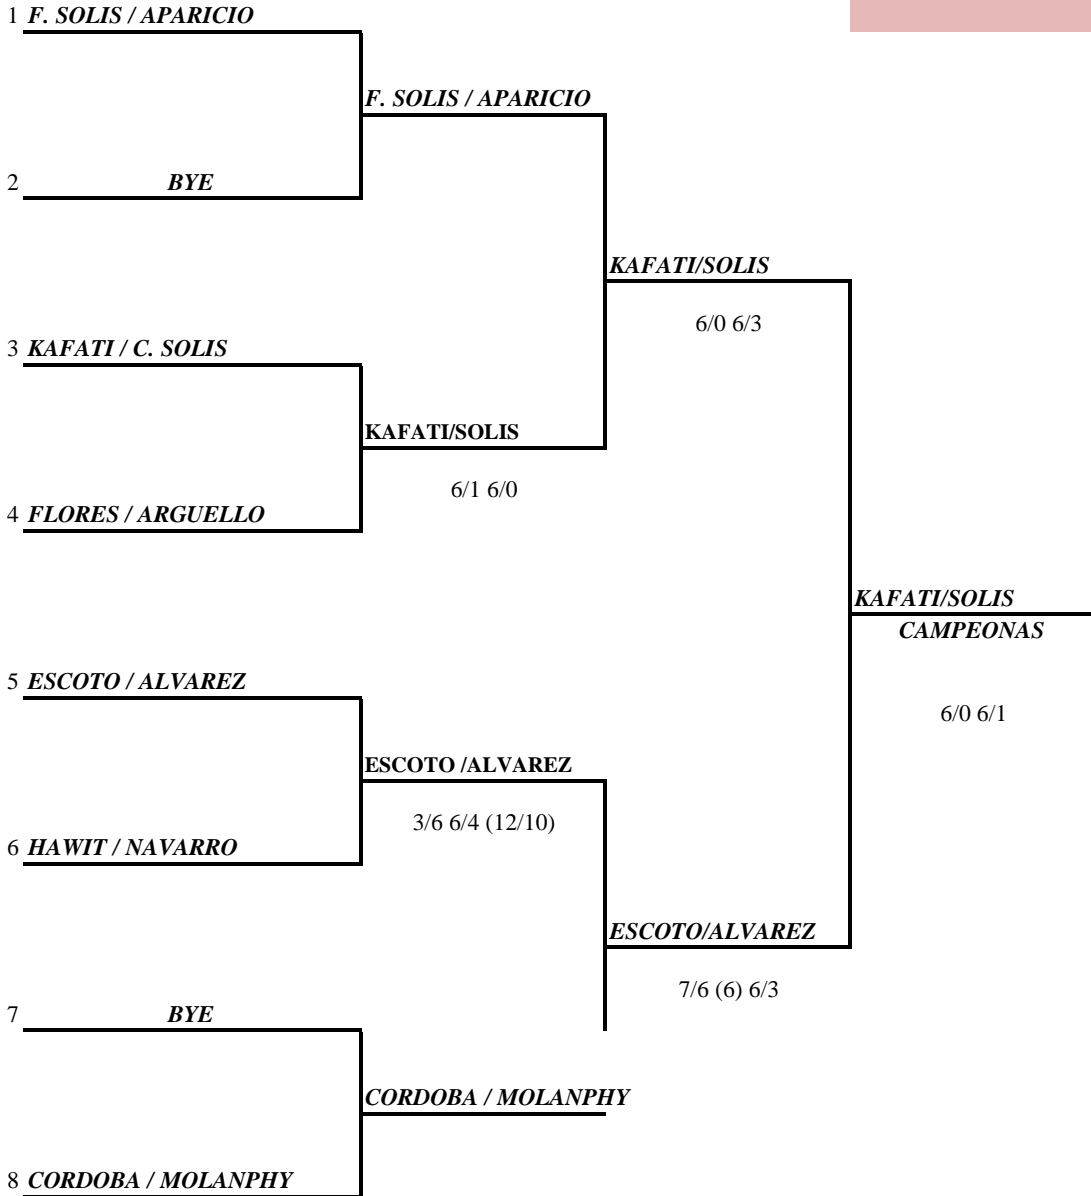 1 F. SOLIS / APARICIO
F. SOLIS / APARICIO
2 BYE
KAFATI/SOLIS
6/0 6/3
3 KAFATI / C. SOLIS
KAFATI/SOLIS
6/1 6/0
4 FLORES / ARGUELLO
KAFATI/SOLIS
CAMPEONAS
5 ESCOTO / ALVAREZ
6/0 6/1
ESCOTO /ALVAREZ
3/6 6/4 (12/10)
6 HAWIT / NAVARRO
ESCOTO/ALVAREZ
7/6 (6) 6/3
7 BYE
CORDOBA / MOLANPHY
8 CORDOBA / MOLANPHY